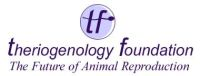 tf
theriogenology foundation
The Future of Animal Reproduction